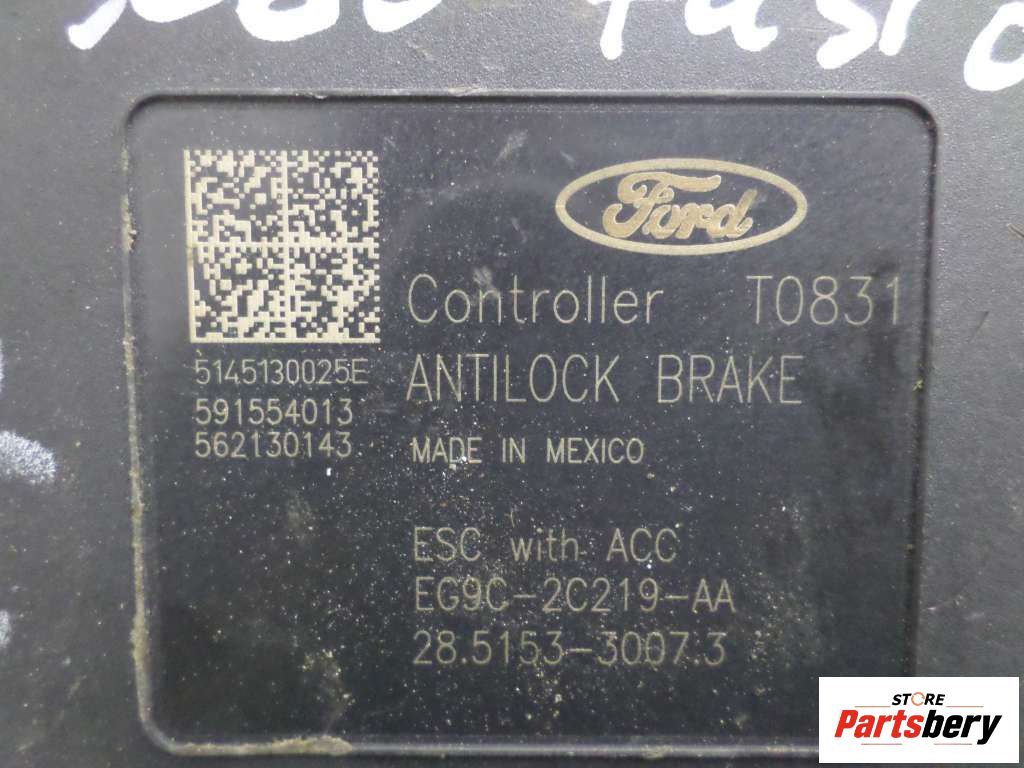 Ford
Controller T0831
ANTILOCK BRAKE
MADE IN MEXICO
5145130025E
591554013
562130143
ESC with ACC
EG9C-2C219-AA
28.5153-3007.3
STORE
Partsbery